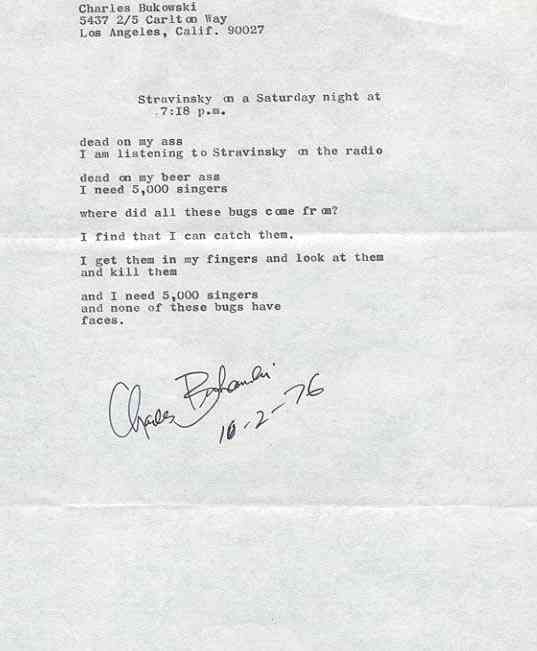 Charles Bukowski
5437 2/5 Carlton Way
Los Angeles, Calif. 90027
Stravinsky on a Saturday night at
7:18 p.m.
dead on my ass
I am listening to Stravinsky on the radio
dead on my beer ass
I need 5,000 singers
where did all these bugs come from?
I find that I can catch them.
I get them in my fingers and look at them
and kill them
and I need 5,000 singers
and none of these bugs have
faces.
Charles Bukowski
10-2-76